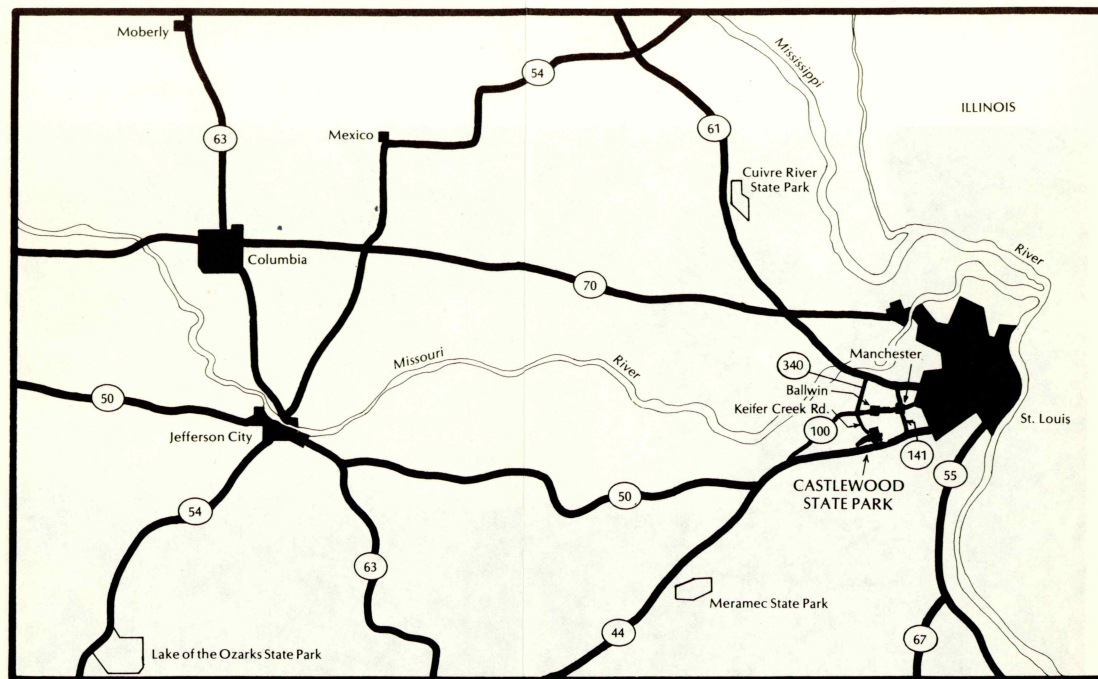 Moberly
54
Mississippi
ILLINOIS
63
Mexico
61
Cuivre River
State Park
River
Columbia
70
Missouri
River
340
Manchester
Ballwin
Keifer Creek Rd.
50
Jefferson City
100
141
St. Louis
CASTLEWOOD
STATE PARK
55
50
54
63
Meramec State Park
44
67
Lake of the Ozarks State Park